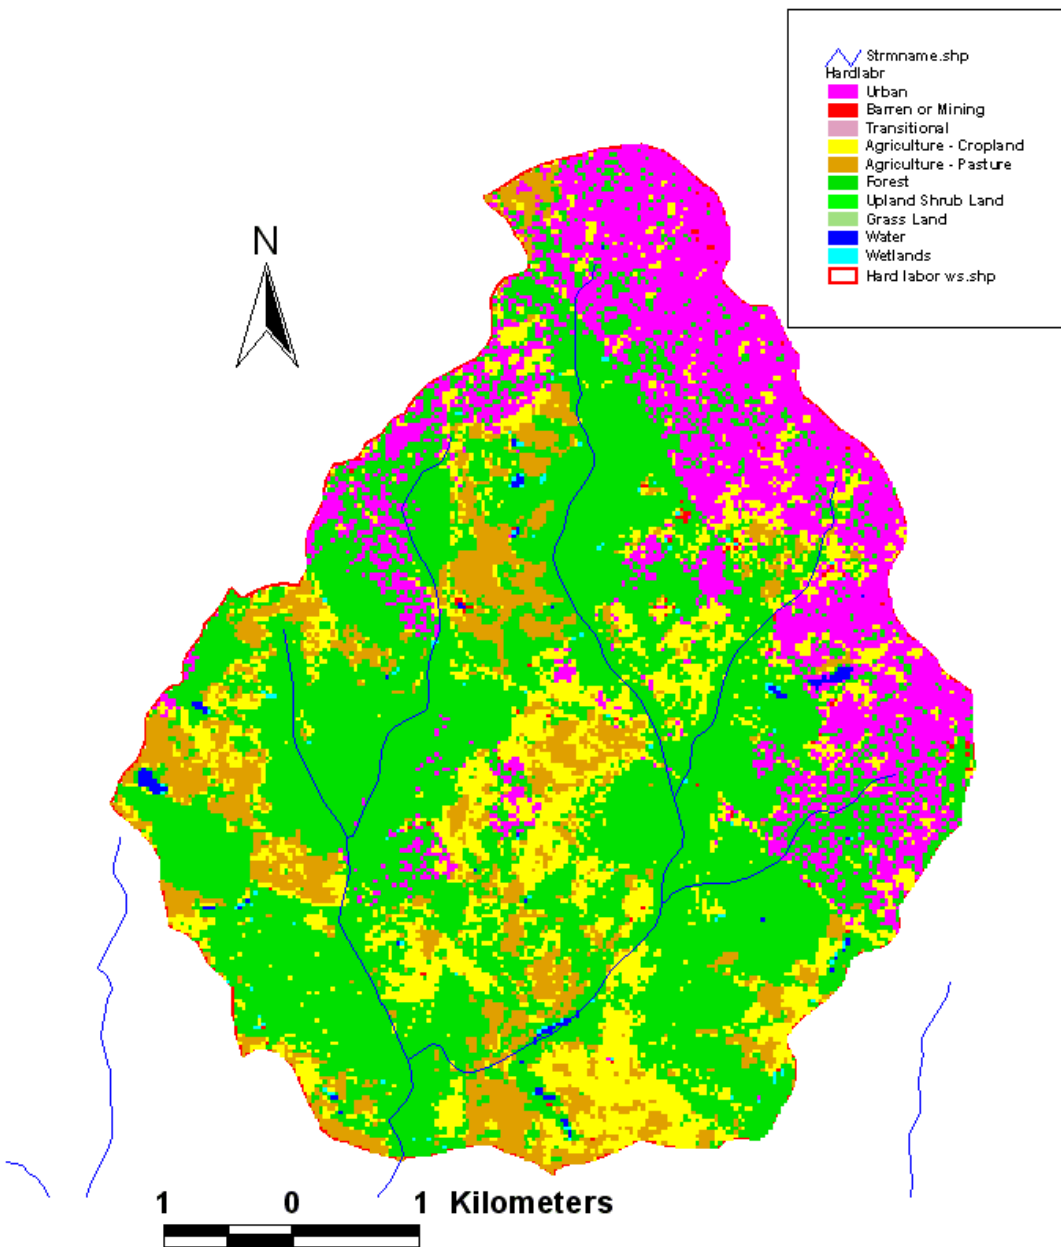 Strmname.shp
Hardlabr
Urban
Barren or Mining
Transitional
Agriculture - Cropland
Agriculture - Pasture
Forest
Upland Shrub Land
Grass Land
Water
Wetlands
Hard labor ws.shp
N
1 0 1 Kilometers